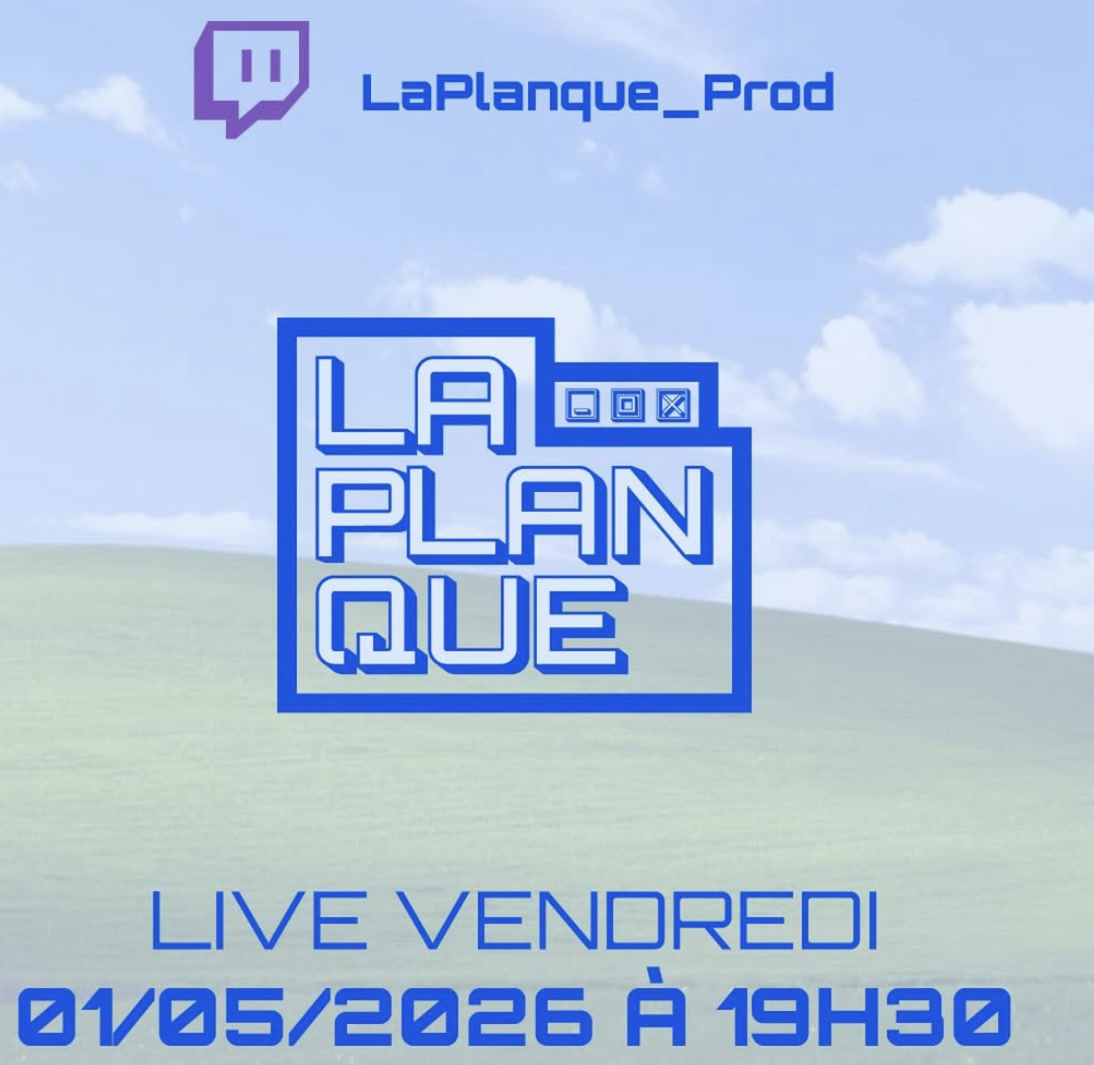 LaPlanque_Prod
LA
PLAN
QUE
LIVE VENDREDI
01/05/2026 À 19H30